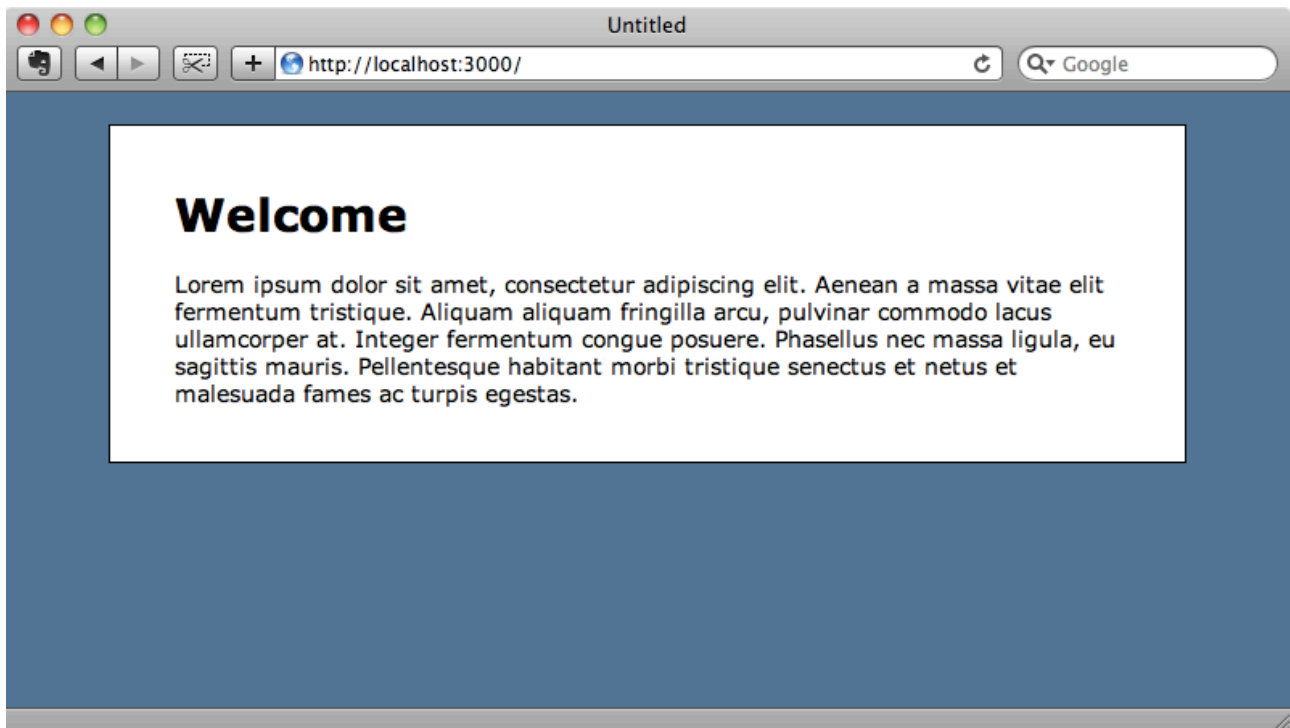 Untitled
http://localhost:3000/
Google
Welcome
Lorem ipsum dolor sit amet, consectetur adipiscing elit. Aenean a massa vitae elit
fermentum tristique. Aliquam aliquam fringilla arcu, pulvinar commodo lacus
ullamcorper at. Integer fermentum congue posuere. Phasellus nec massa ligula, eu
sagittis mauris. Pellentesque habitant morbi tristique senectus et netus et
malesuada fames ac turpis egestas.